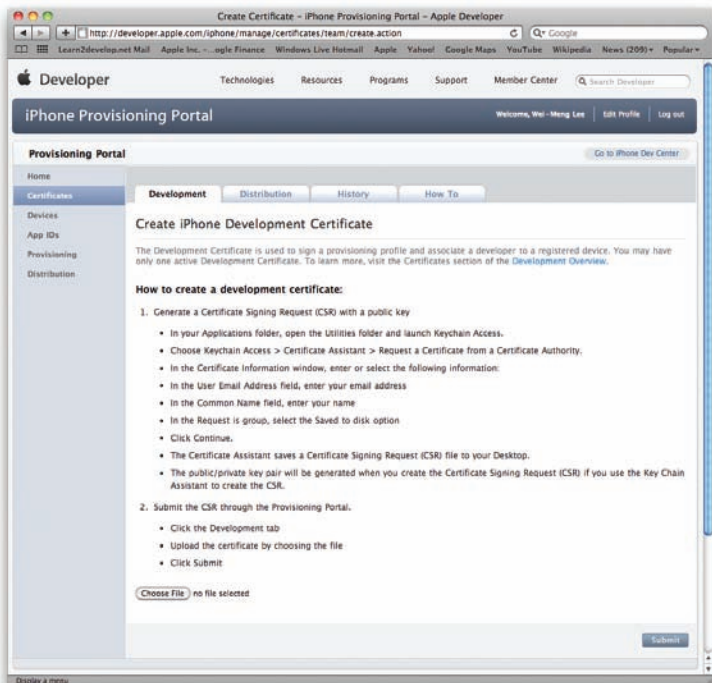 Create Certificate - iPhone Provisioning Portal - Apple Developer
http://developer.apple.com/iphone/manage/certificates/team/create.action
Google
Learn2develop.net Mail Apple Inc. - ...ogle Finance Windows Live Hotmail Apple Yahoo! Google Maps YouTube Wikipedia News (209) Popular
Developer Technologies Resources Programs Support Member Center Search Developer
iPhone Provisioning Portal Welcome, Wei-Meng Lee Edit Profile Log out
Provisioning Portal Go to iPhone Dev Center
Home
Certificates
Devices
App IDs
Provisioning
Distribution
Development Distribution History How To
Create iPhone Development Certificate
The Development Certificate is used to sign a provisioning profile and associate a developer to a registered device. You may have
only one active Development Certificate. To learn more, visit the Certificates section of the Development Overview.
How to create a development certificate:
1. Generate a Certificate Signing Request (CSR) with a public key
• In your Applications folder, open the Utilities folder and launch Keychain Access.
• Choose Keychain Access > Certificate Assistant > Request a Certificate from a Certificate Authority.
• In the Certificate Information window, enter or select the following information:
• In the User Email Address field, enter your email address
• In the Common Name field, enter your name
• In the Request is group, select the Saved to disk option
• Click Continue.
• The Certificate Assistant saves a Certificate Signing Request (CSR) file to your Desktop.
• The public/private key pair will be generated when you create the Certificate Signing Request (CSR) if you use the Key Chain
Assistant to create the CSR.
2. Submit the CSR through the Provisioning Portal.
• Click the Development tab
• Upload the certificate by choosing the file
• Click Submit
Choose File no file selected
Submit
Display a menu